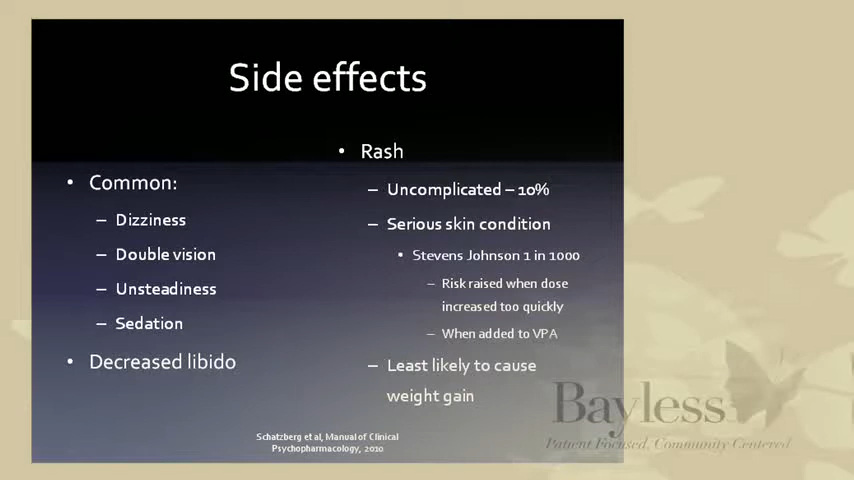 Side effects
• Common:
– Dizziness
– Double vision
– Unsteadiness
– Sedation
• Decreased libido
• Rash
– Uncomplicated – 10%
– Serious skin condition
• Stevens Johnson 1 in 1000
– Risk raised when dose
increased too quickly
– When added to VPA
– Least likely to cause
weight gain
Schatzberg et al, Manual of Clinical
Psychopharmacology, 2010
Bayless
Patient Focused, Community Centered